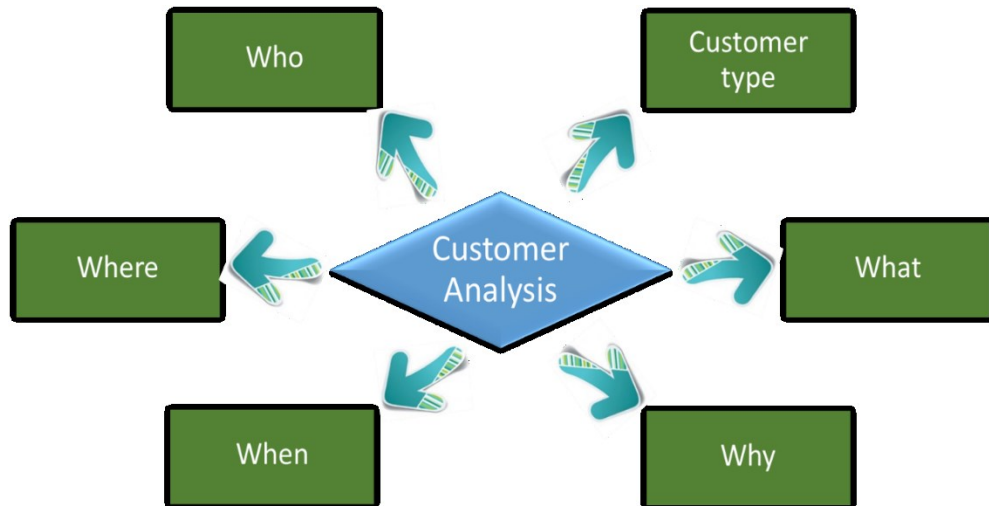 Who
Customer
type
Where
Customer
Analysis
What
When
Why